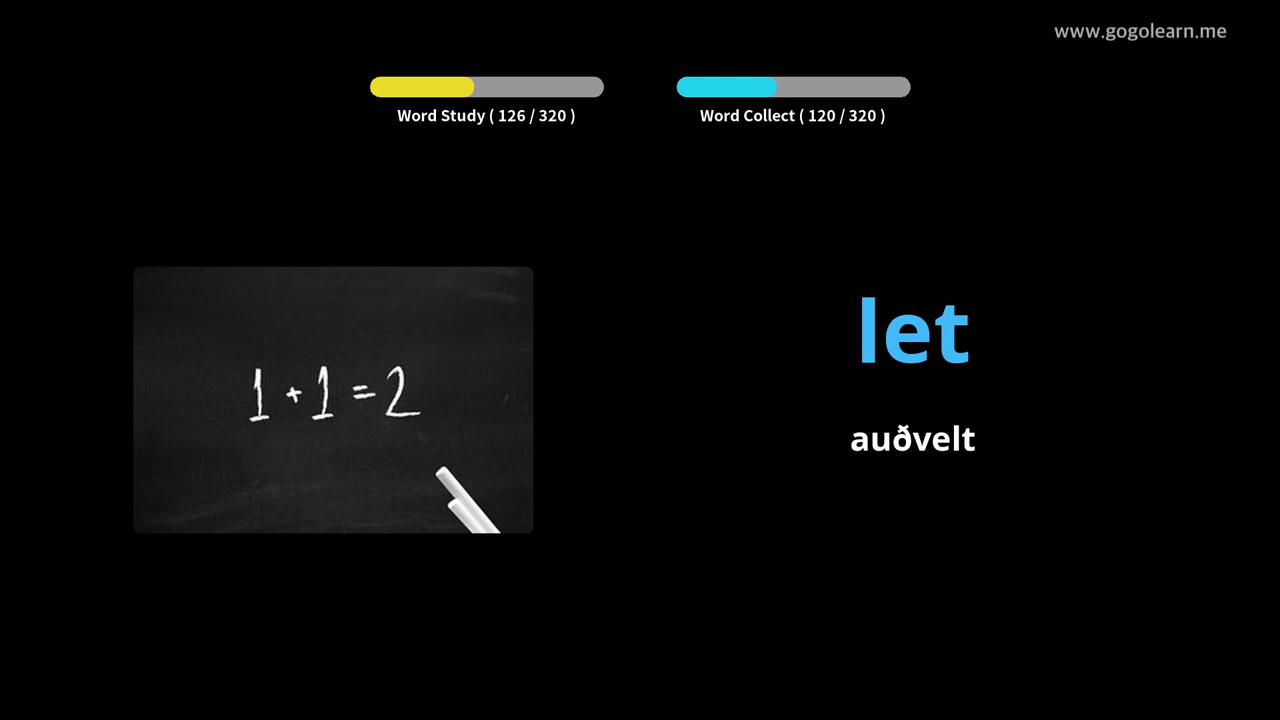 www.gogolearn.me
Word Study ( 126 / 320 )
Word Collect ( 120 / 320 )
1 + 1 = 2
let
auðvelt